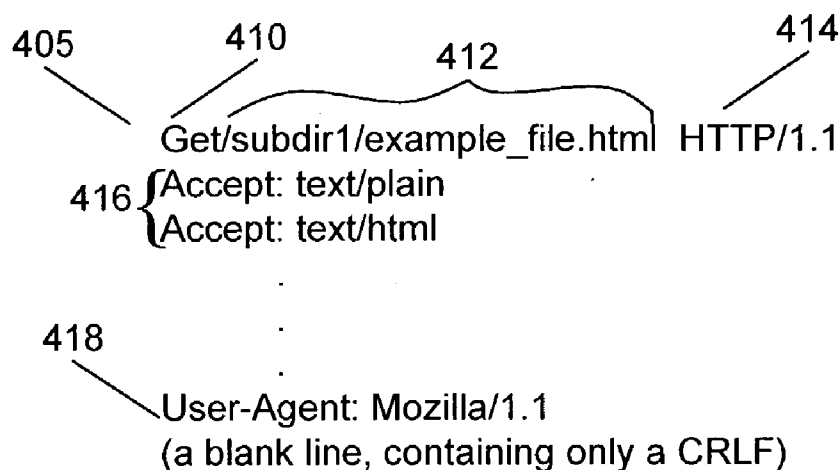 405 410 412 414
Get/subdir1/example_file.html HTTP/1.1
416 {Accept: text/plain
Accept: text/html
.
.
.
418
User-Agent: Mozilla/1.1
(a blank line, containing only a CRLF)